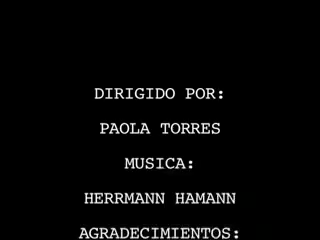 DIRIGIDO POR:
PAOLA TORRES
MUSICA:
HERRMANN HAMANN
AGRADECIMIENTOS: